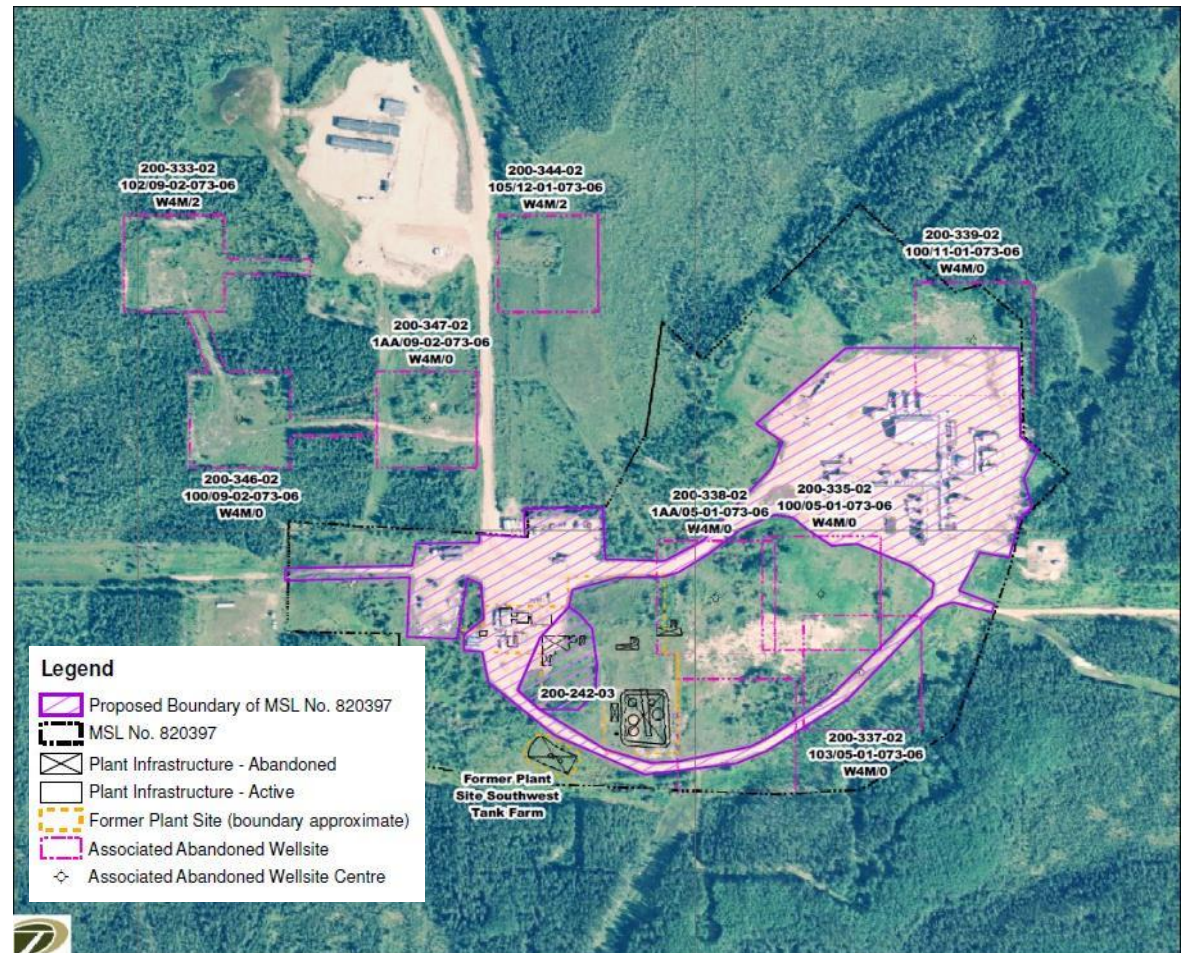 200-333-02
102/09-02-073-06
W4M/2
200-344-02
105/12-01-073-06
W4M/2
200-339-02
100/11-01-073-06
W4M/0
200-347-02
1AA/09-02-073-06
W4M/0
200-346-02
100/09-02-073-06
W4M/0
200-338-02
1AA/05-01-073-06
W4M/0
200-335-02
100/05-01-073-06
W4M/0
200-242-03
200-337-02
103/05-01-073-06
W4M/0
Former Plant
Site Southwest
Tank Farm
Legend
Proposed Boundary of MSL No. 820397
MSL No. 820397
Plant Infrastructure - Abandoned
Plant Infrastructure - Active
Former Plant Site (boundary approximate)
Associated Abandoned Wellsite
Associated Abandoned Wellsite Centre